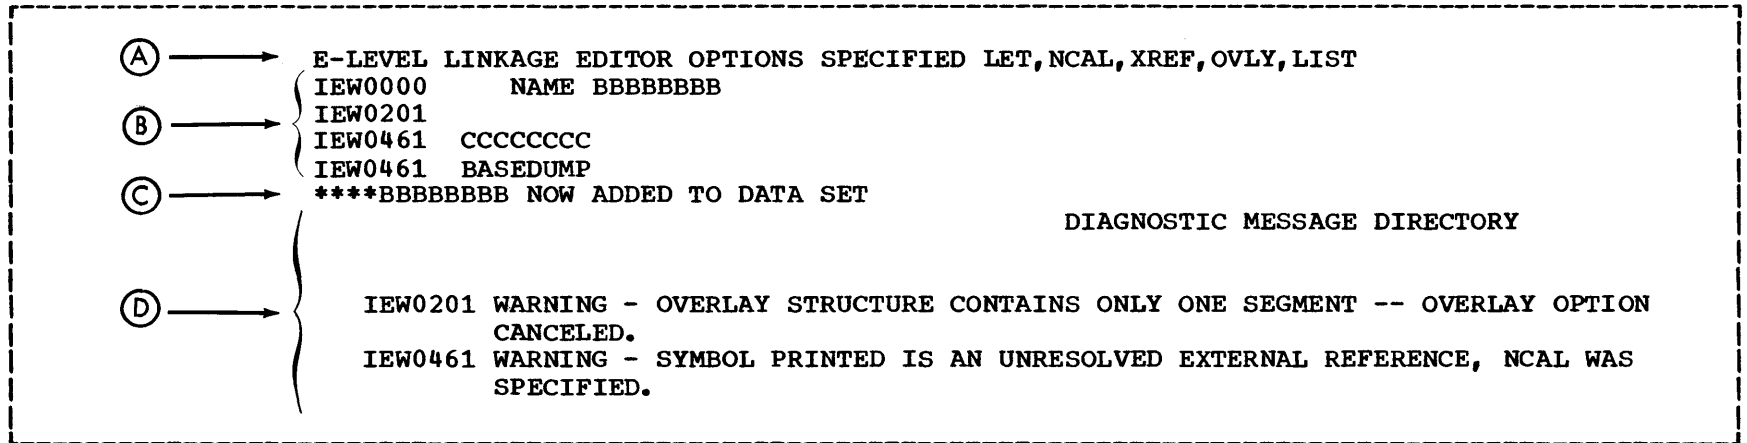 A E-LEVEL LINKAGE EDITOR OPTIONS SPECIFIED LET,NCAL,XREF,OVLY,LIST
IEW0000 NAME BBBBBBBB
B IEW0201
IEW0461 CCCCCCCC
IEW0461 BASEDUMP
C ****BBBBBBBB NOW ADDED TO DATA SET
DIAGNOSTIC MESSAGE DIRECTORY
D IEW0201 WARNING - OVERLAY STRUCTURE CONTAINS ONLY ONE SEGMENT -- OVERLAY OPTION
CANCELED.
IEW0461 WARNING - SYMBOL PRINTED IS AN UNRESOLVED EXTERNAL REFERENCE, NCAL WAS
SPECIFIED.